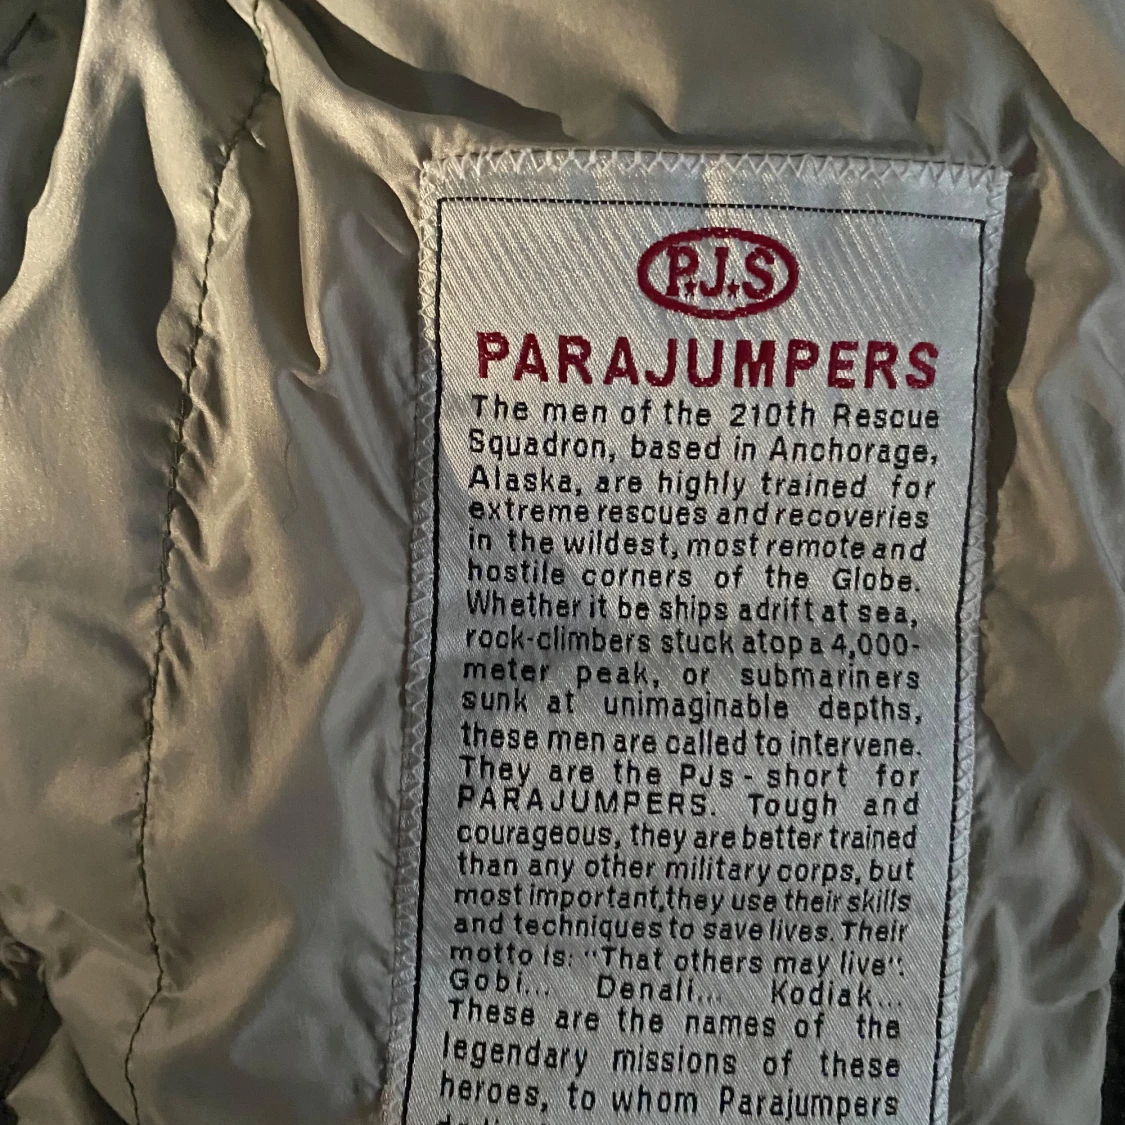 P.J.S.
PARAJUMPERS
The men of the 210th Rescue
Squadron, based in Anchorage,
Alaska, are highly trained for
extreme rescues and recoveries
in the wildest, most remote and
hostile corners of the Globe.
Whether it be ships adrift at sea,
rock-climbers stuck atop a 4,000-
meter peak, or submariners
sunk at unimaginable depths,
these men are called to intervene.
They are the PJs - short for
PARAJUMPERS. Tough and
courageous, they are better trained
than any other military corps, but
most important,they use their skills
and techniques to save lives. Their
motto is: "That others may live".
Gobi... Denali... Kodiak...
These are the names of the
legendary missions of these
heroes, to whom Parajumpers